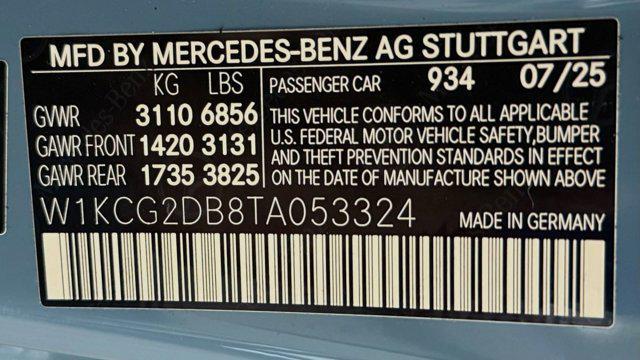 MFD BY MERCEDES-BENZ AG STUTTGART
KG LBS
GVWR 3110 6856
GAWR FRONT 1420 3131
GAWR REAR 1735 3825
PASSENGER CAR 934 07/25
THIS VEHICLE CONFORMS TO ALL APPLICABLE
U.S. FEDERAL MOTOR VEHICLE SAFETY,BUMPER
AND THEFT PREVENTION STANDARDS IN EFFECT
ON THE DATE OF MANUFACTURE SHOWN ABOVE
W1KCG2DB8TA053324
MADE IN GERMANY